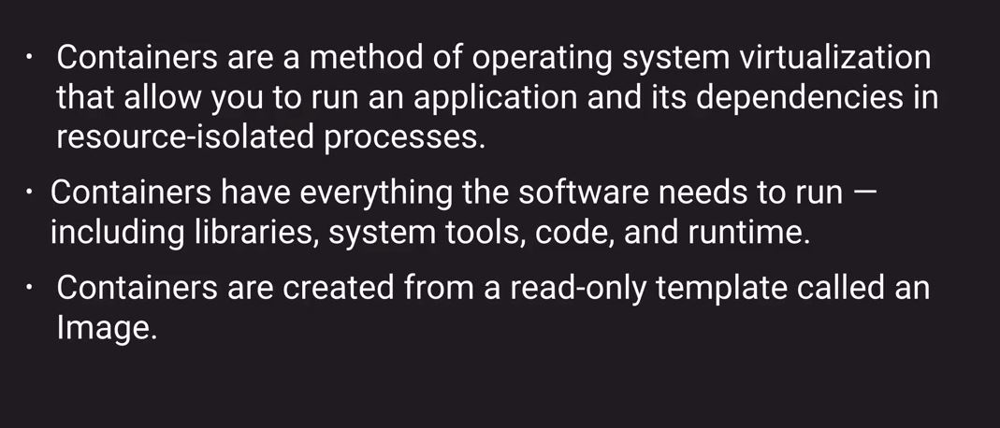 • Containers are a method of operating system virtualization
that allow you to run an application and its dependencies in
resource-isolated processes.
• Containers have everything the software needs to run —
including libraries, system tools, code, and runtime.
• Containers are created from a read-only template called an
Image.